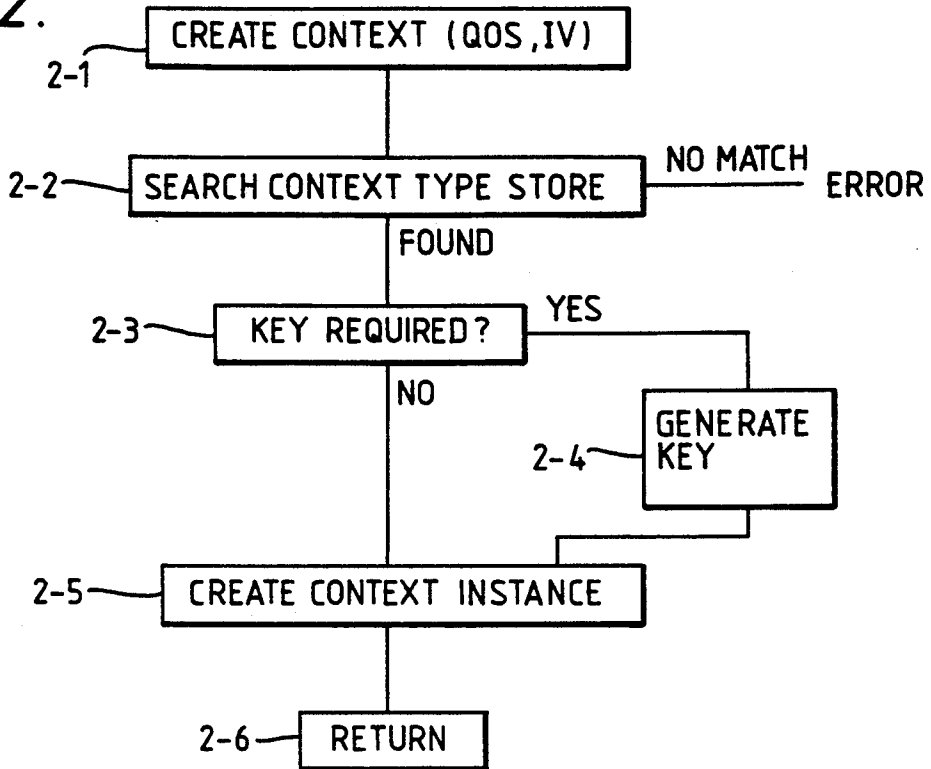 2.
CREATE CONTEXT (QOS,IV)
2-1
NO MATCH
2-2
SEARCH CONTEXT TYPE STORE
ERROR
FOUND
YES
2-3
KEY REQUIRED?
NO
GENERATE
KEY
2-4
2-5
CREATE CONTEXT INSTANCE
2-6
RETURN